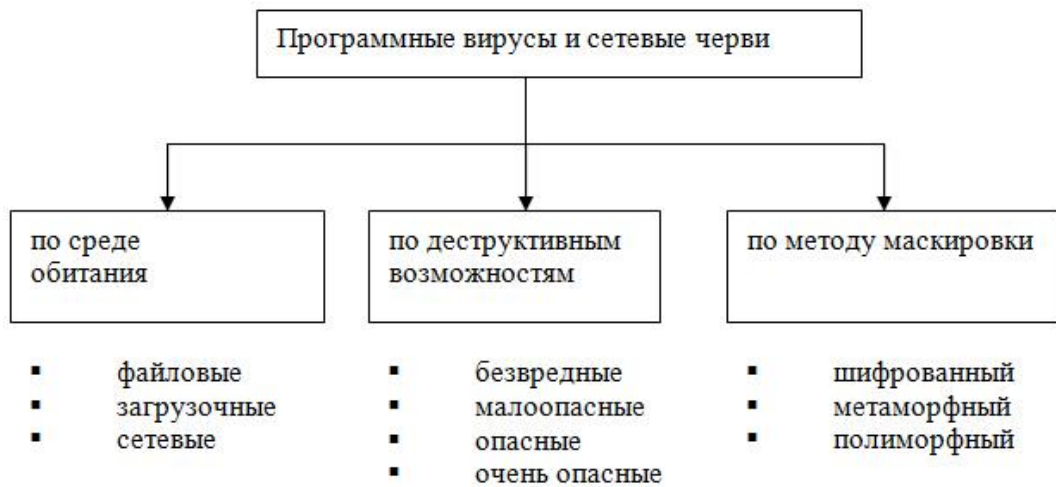 Программные вирусы и сетевые черви
по среде
обитания
по деструктивным
возможностям
по методу маскировки
▪ файловые
▪ загрузочные
▪ сетевые
▪ безвредные
▪ малоопасные
▪ опасные
▪ очень опасные
▪ шифрованный
▪ метаморфный
▪ полиморфный